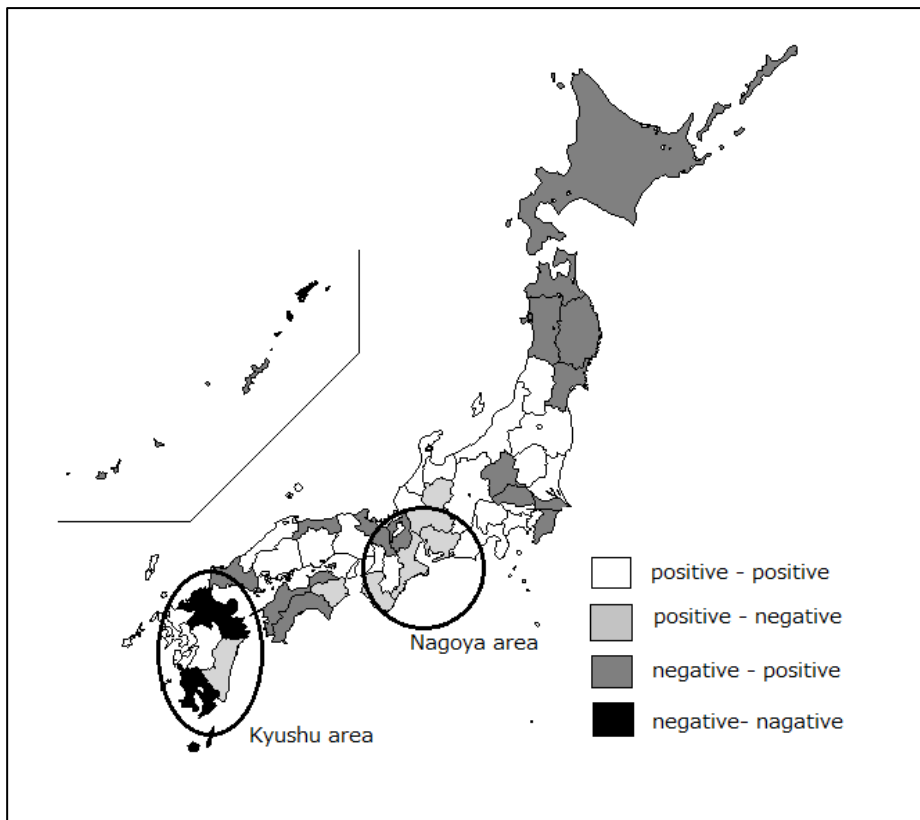 positive - positive
positive - negative
Nagoya area
negative - positive
negative- nagative
Kyushu area